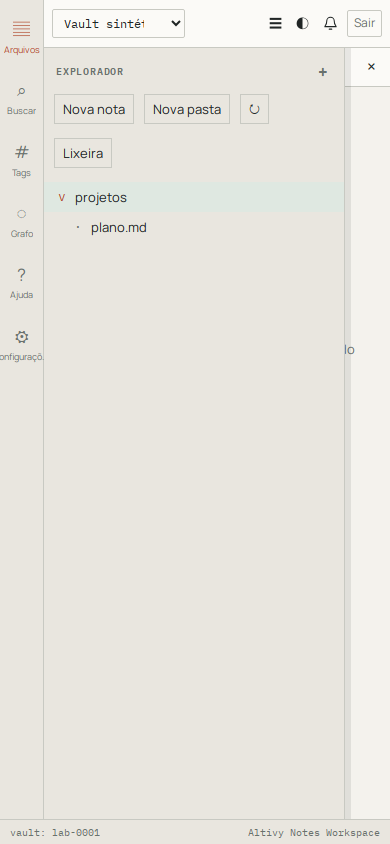 Vault sintét
Sair
Arquivos
EXPLORADOR +
×
Nova nota Nova pasta ↻
Buscar
Lixeira
# Tags
v projetos
· plano.md
Grafo
? Ajuda
lo
onfiguraçõ
vault: lab-0001 Altivy Notes Workspace